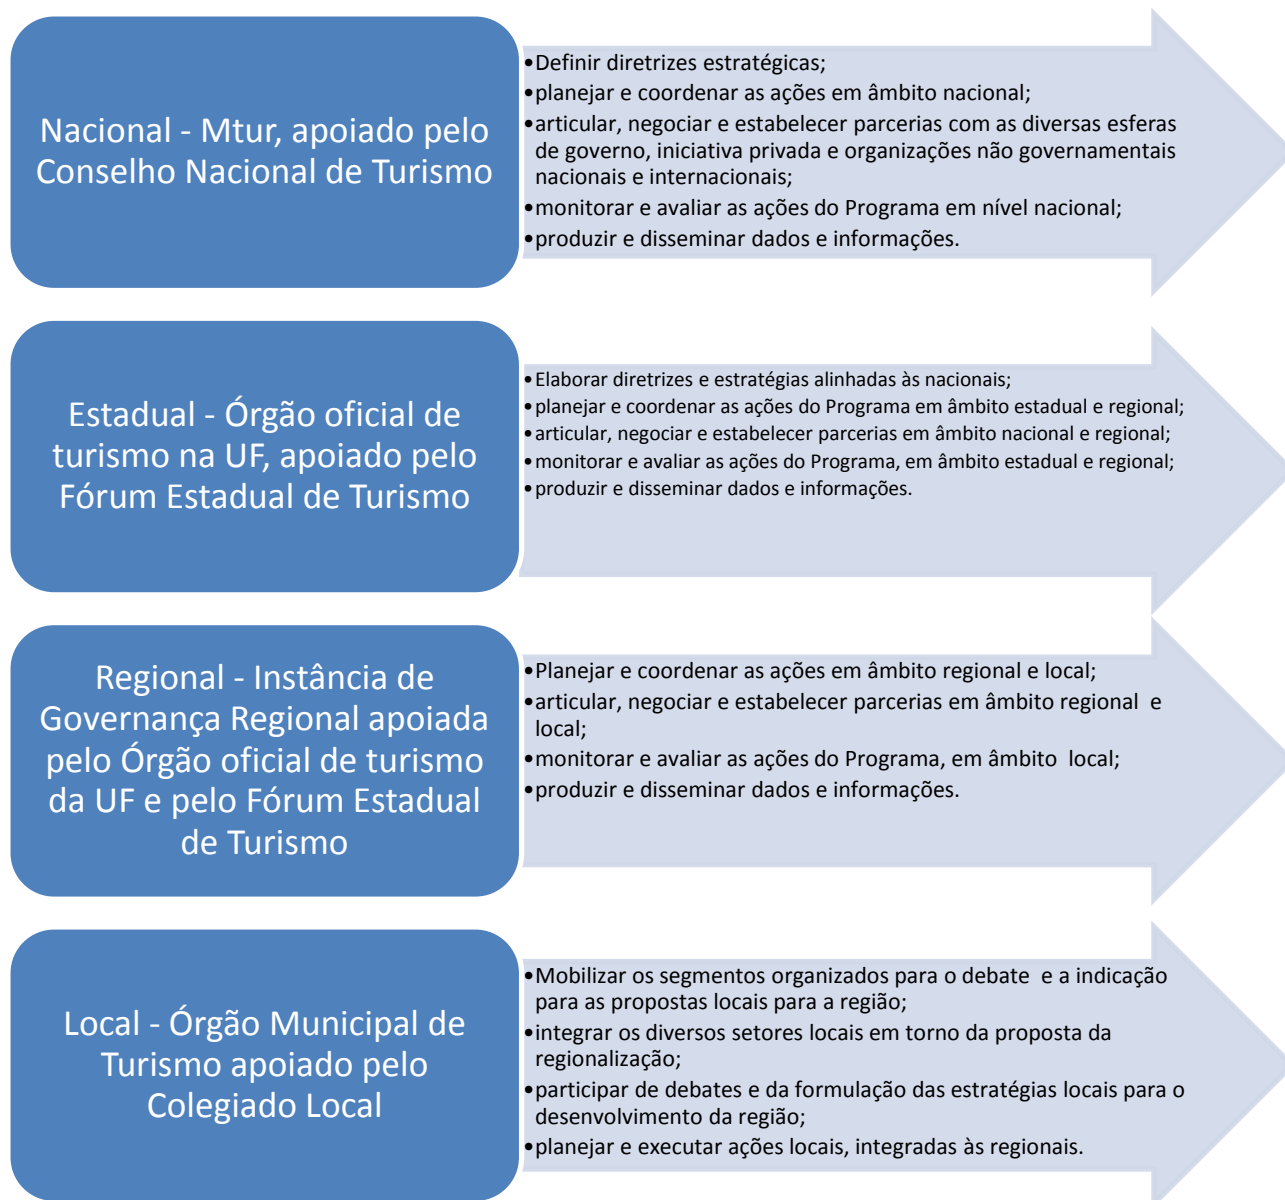 Nacional - Mtur, apoiado pelo
Conselho Nacional de Turismo
•Definir diretrizes estratégicas;
•planejar e coordenar as ações em âmbito nacional;
•articular, negociar e estabelecer parcerias com as diversas esferas
de governo, iniciativa privada e organizações não governamentais
nacionais e internacionais;
•monitorar e avaliar as ações do Programa em nível nacional;
•produzir e disseminar dados e informações.
Estadual - Órgão oficial de
turismo na UF, apoiado pelo
Fórum Estadual de Turismo
•Elaborar diretrizes e estratégias alinhadas às nacionais;
•planejar e coordenar as ações do Programa em âmbito estadual e regional;
•articular, negociar e estabelecer parcerias em âmbito nacional e regional;
•monitorar e avaliar as ações do Programa, em âmbito estadual e regional;
•produzir e disseminar dados e informações.
Regional - Instância de
Governança Regional apoiada
pelo Órgão oficial de turismo
da UF e pelo Fórum Estadual
de Turismo
•Planejar e coordenar as ações em âmbito regional e local;
•articular, negociar e estabelecer parcerias em âmbito regional e
local;
•monitorar e avaliar as ações do Programa, em âmbito local;
•produzir e disseminar dados e informações.
Local - Órgão Municipal de
Turismo apoiado pelo
Colegiado Local
•Mobilizar os segmentos organizados para o debate e a indicação
para as propostas locais para a região;
•integrar os diversos setores locais em torno da proposta da
regionalização;
•participar de debates e da formulação das estratégias locais para o
desenvolvimento da região;
•planejar e executar ações locais, integradas às regionais.